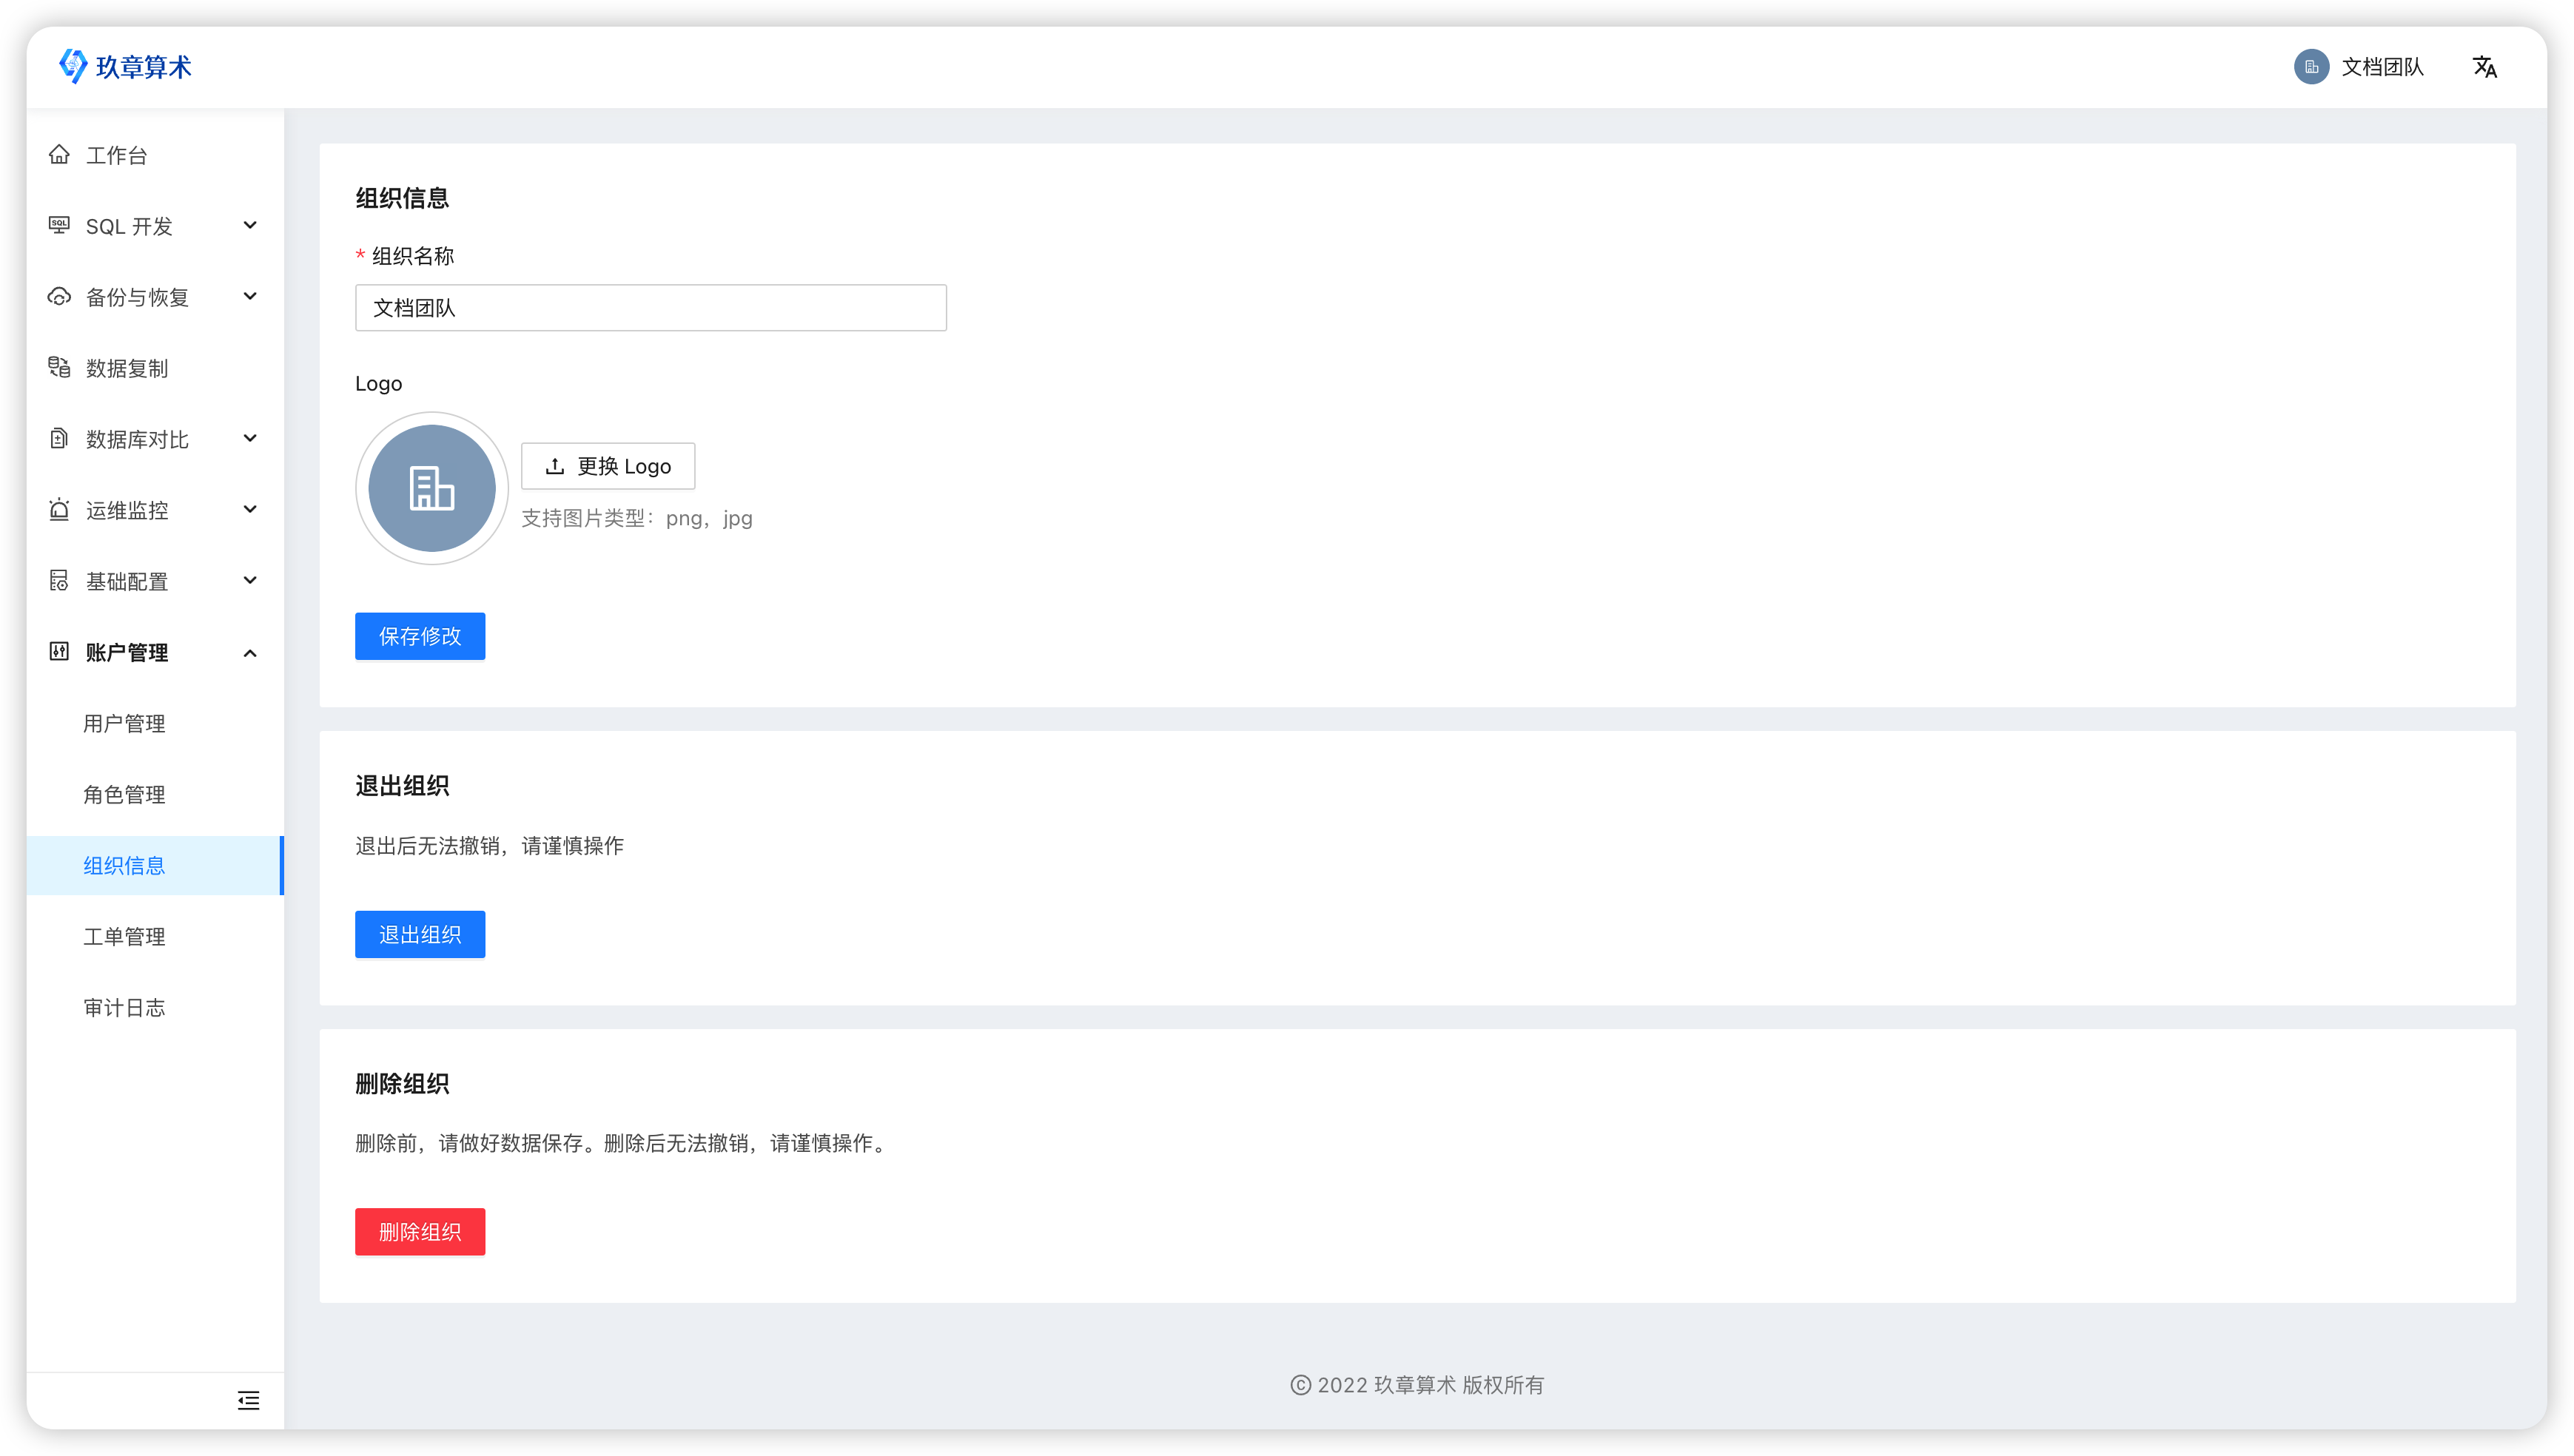 玖章算术
文档团队
工作台
SQL 开发
备份与恢复
数据复制
数据库对比
运维监控
基础配置
账户管理
用户管理
角色管理
组织信息
工单管理
审计日志
组织信息
* 组织名称
文档团队
Logo
更换 Logo
支持图片类型：png，jpg
保存修改
退出组织
退出后无法撤销，请谨慎操作
退出组织
删除组织
删除前，请做好数据保存。删除后无法撤销，请谨慎操作。
删除组织
© 2022 玖章算术 版权所有